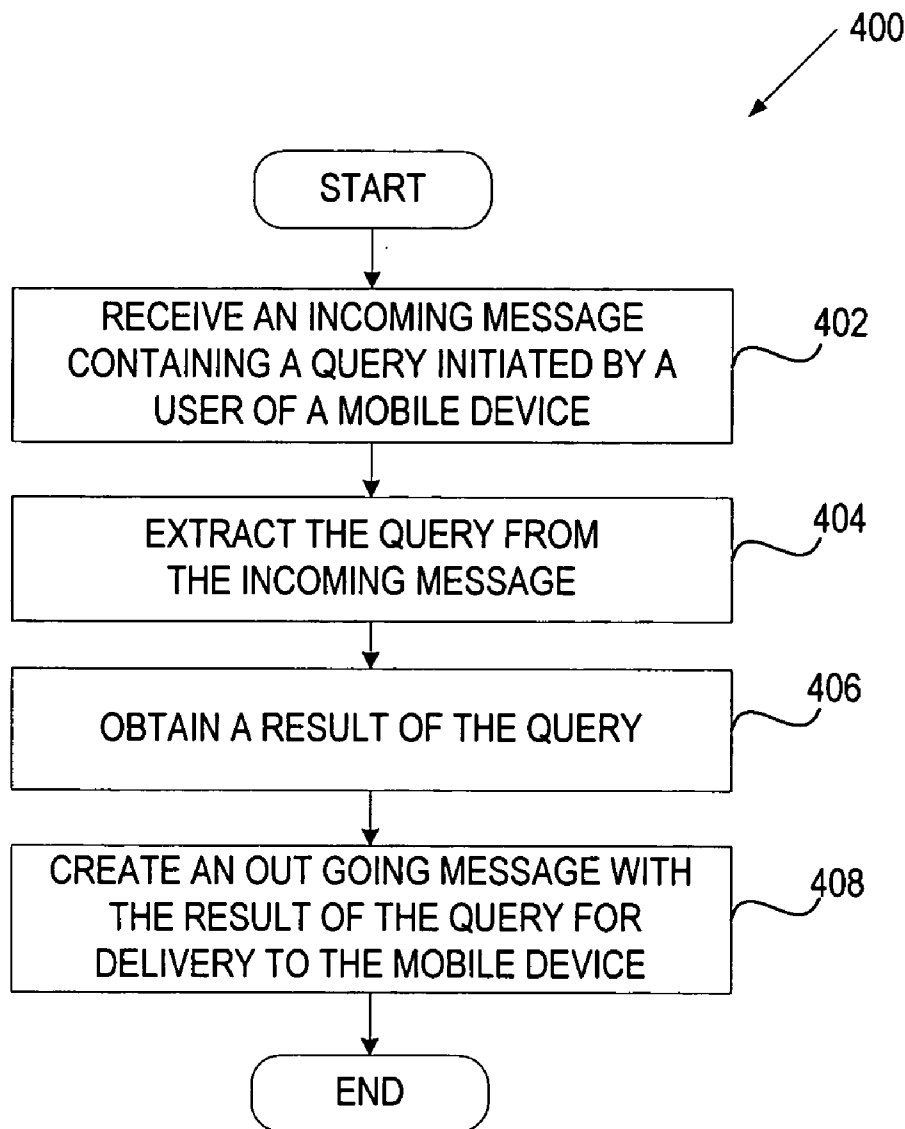 400
START
RECEIVE AN INCOMING MESSAGE
CONTAINING A QUERY INITIATED BY A
USER OF A MOBILE DEVICE
402
EXTRACT THE QUERY FROM
THE INCOMING MESSAGE
404
OBTAIN A RESULT OF THE QUERY
406
CREATE AN OUT GOING MESSAGE WITH
THE RESULT OF THE QUERY FOR
DELIVERY TO THE MOBILE DEVICE
408
END